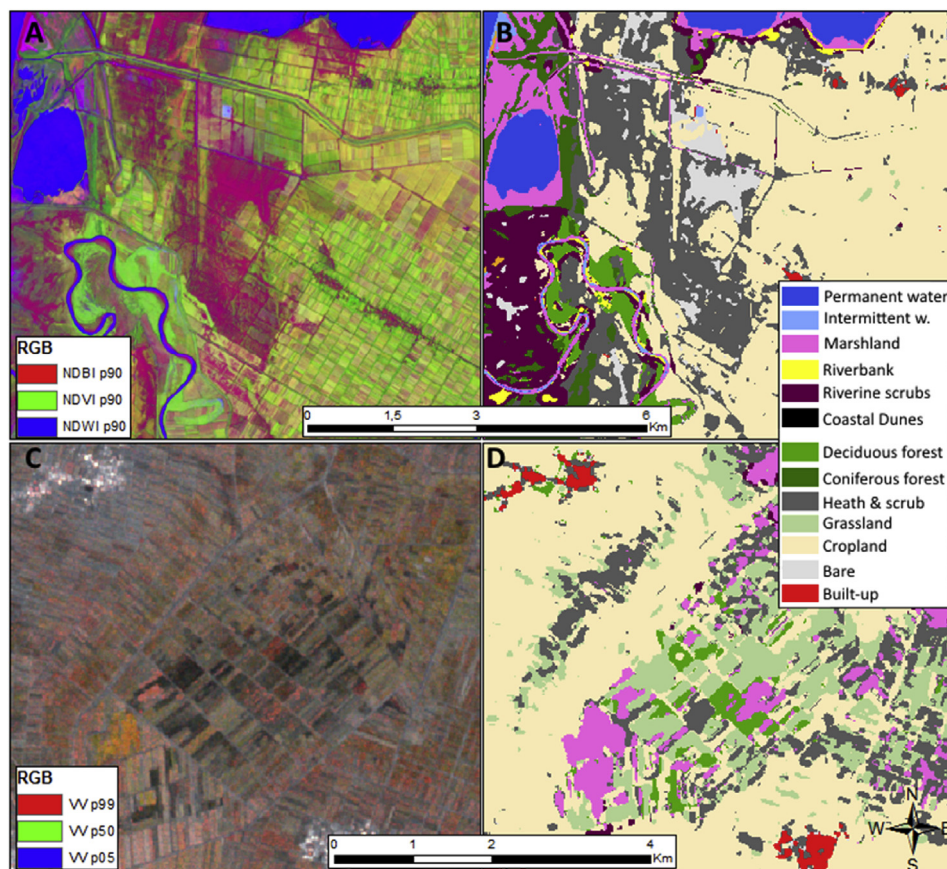 A
B
RGB
NDBI p90
NDVI p90
NDWI p90
0 1,5 3 6
Km
Permanent water
Intermittent w.
Marshland
Riverbank
Riverine scrubs
Coastal Dunes
Deciduous forest
Coniferous forest
Heath & scrub
Grassland
Cropland
Bare
Built-up
C
D
RGB
VV p99
VV p50
VV p05
0 1 2 4
Km
N
W E
S